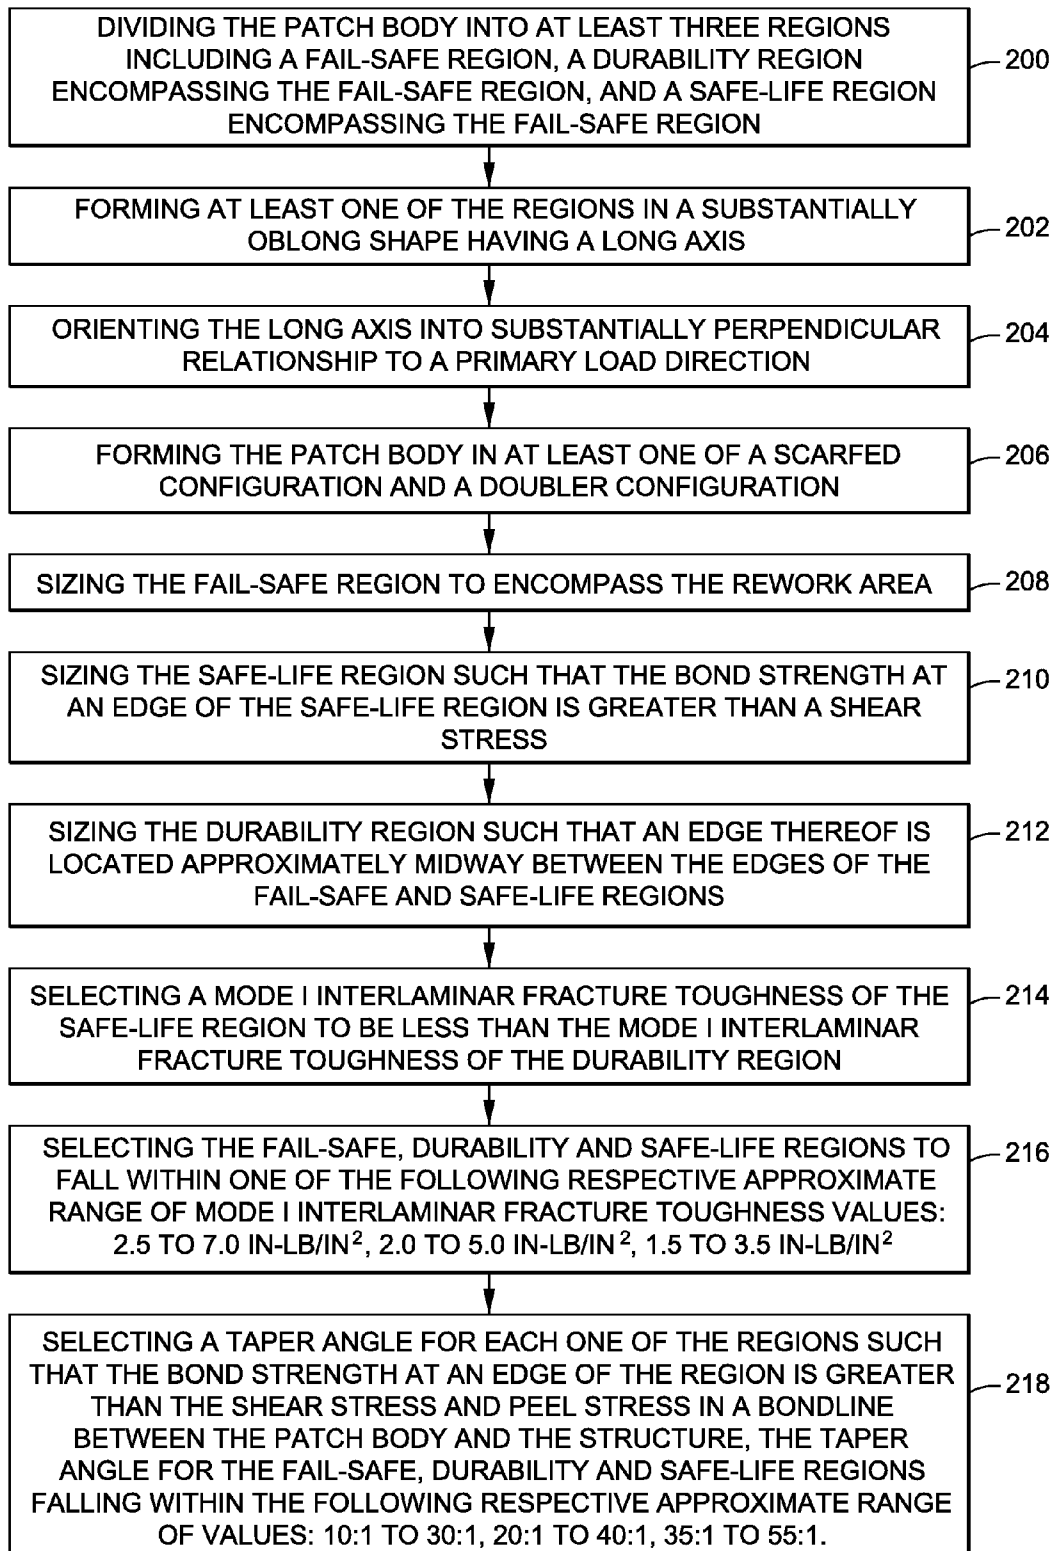 DIVIDING THE PATCH BODY INTO AT LEAST THREE REGIONS
INCLUDING A FAIL-SAFE REGION, A DURABILITY REGION
ENCOMPASSING THE FAIL-SAFE REGION, AND A SAFE-LIFE REGION
ENCOMPASSING THE FAIL-SAFE REGION
200
FORMING AT LEAST ONE OF THE REGIONS IN A SUBSTANTIALLY
OBLONG SHAPE HAVING A LONG AXIS
202
ORIENTING THE LONG AXIS INTO SUBSTANTIALLY PERPENDICULAR
RELATIONSHIP TO A PRIMARY LOAD DIRECTION
204
FORMING THE PATCH BODY IN AT LEAST ONE OF A SCARFED
CONFIGURATION AND A DOUBLER CONFIGURATION
206
SIZING THE FAIL-SAFE REGION TO ENCOMPASS THE REWORK AREA
208
SIZING THE SAFE-LIFE REGION SUCH THAT THE BOND STRENGTH AT
AN EDGE OF THE SAFE-LIFE REGION IS GREATER THAN A SHEAR
STRESS
210
SIZING THE DURABILITY REGION SUCH THAT AN EDGE THEREOF IS
LOCATED APPROXIMATELY MIDWAY BETWEEN THE EDGES OF THE
FAIL-SAFE AND SAFE-LIFE REGIONS
212
SELECTING A MODE I INTERLAMINAR FRACTURE TOUGHNESS OF THE
SAFE-LIFE REGION TO BE LESS THAN THE MODE I INTERLAMINAR
FRACTURE TOUGHNESS OF THE DURABILITY REGION
214
SELECTING THE FAIL-SAFE, DURABILITY AND SAFE-LIFE REGIONS TO
FALL WITHIN ONE OF THE FOLLOWING RESPECTIVE APPROXIMATE
RANGE OF MODE I INTERLAMINAR FRACTURE TOUGHNESS VALUES:
2.5 TO 7.0 IN-LB/IN², 2.0 TO 5.0 IN-LB/IN², 1.5 TO 3.5 IN-LB/IN²
216
SELECTING A TAPER ANGLE FOR EACH ONE OF THE REGIONS SUCH
THAT THE BOND STRENGTH AT AN EDGE OF THE REGION IS GREATER
THAN THE SHEAR STRESS AND PEEL STRESS IN A BONDLINE
BETWEEN THE PATCH BODY AND THE STRUCTURE, THE TAPER
ANGLE FOR THE FAIL-SAFE, DURABILITY AND SAFE-LIFE REGIONS
FALLING WITHIN THE FOLLOWING RESPECTIVE APPROXIMATE RANGE
OF VALUES: 10:1 TO 30:1, 20:1 TO 40:1, 35:1 TO 55:1.
218